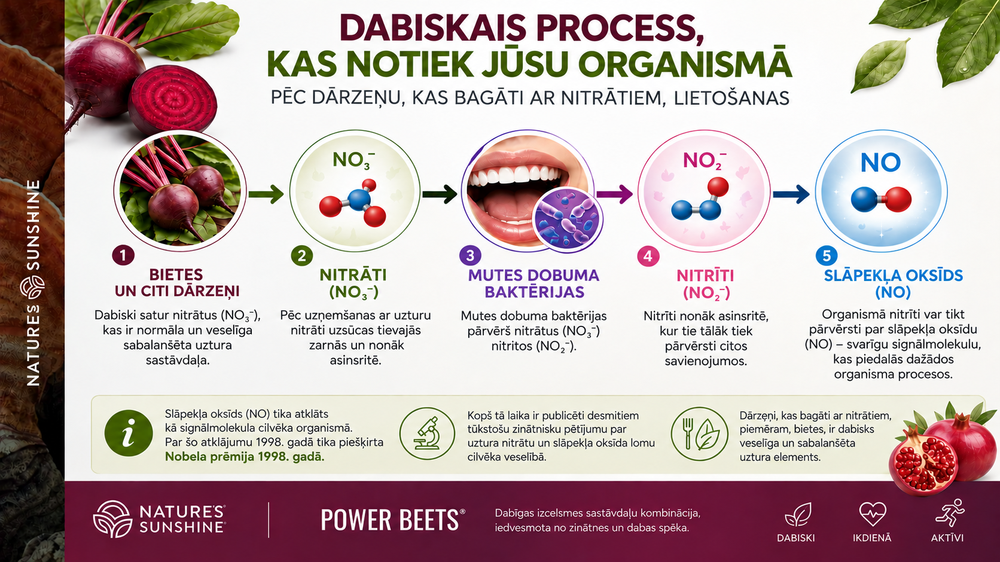 NATURE'S SUNSHINE
DABISKAIS PROCESS,
KAS NOTIEK JŪSU ORGANISMĀ
PĒC DĀRZEŅU, KAS BAGĀTI AR NITRĀTIEM, LIETOŠANAS
NO₃⁻
NO₂⁻
NO
1
BIETES
UN CITI DĀRZEŅI
Dabiski satur nitrātus (NO₃⁻),
kas ir normāla un veselīga
sabalanšēta uztura
sastāvdaļa.
2
NITRĀTI
(NO₃⁻)
Pēc uzņemšanas ar uzturu
nitrāti uzsūcas tievajās
zarnās un nonāk
asinsritē.
3
MUTES DOBUMA
BAKTĒRIJAS
Mutes dobuma baktērijas
pārvērš nitrātus (NO₃⁻)
nitritos (NO₂⁻).
4
NITRĪTI
(NO₂⁻)
Nitrīti nonāk asinsritē,
kur tie tālāk tiek
pārvērsti citos
savienojumos.
5
SLĀPEKĻA OKSĪDS
(NO)
Organismā nitrīti var tikt
pārvērsti par slāpekļa oksīdu
(NO) – svarīgu signālmolekulu,
kas piedalās dažādos
organisma procesos.
i
Slāpekļa oksīds (NO) tika atklāts
kā signālmolekula cilvēka organismā.
Par šo atklājumu 1998. gadā tika piešķirta
Nobela prēmija 1998. gadā.
Kopš tā laika ir publicēti desmitiem
tūkstošu zinātnisku pētījumu par
uztura nitrātu un slāpekļa oksīda lomu
cilvēka veselībā.
Dārzeņi, kas bagāti ar nitrātiem,
piemēram, bietes, ir dabisks
veselīga un sabalanšēta
uztura elements.
NATURE'S
SUNSHINE®
POWER BEETS®
Dabīgas izcelsmes sastāvdaļu kombinācija,
iedvesmota no zinātnes un dabas spēka.
DABISKI
IKDIENĀ
AKTĪVI